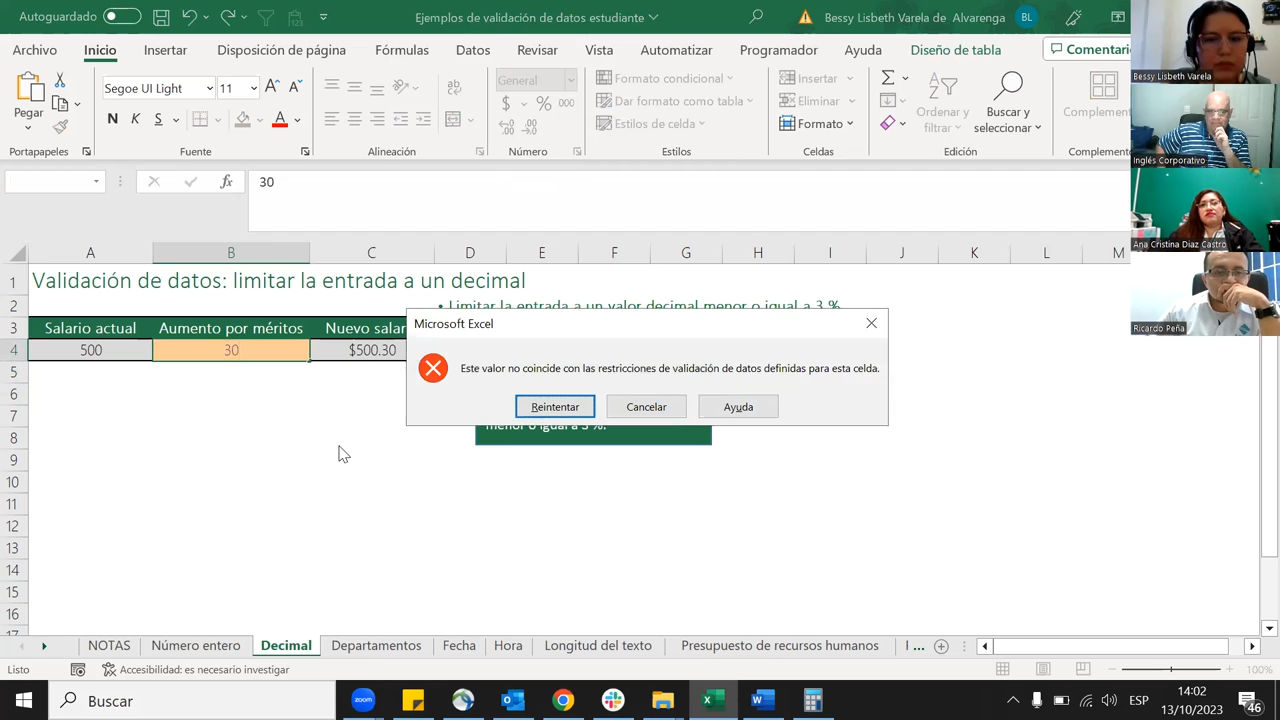 Autoguardado
Ejemplos de validación de datos estudiante
Bessy Lisbeth Varela de Alvarenga
BL
Archivo
Inicio
Insertar
Disposición de página
Fórmulas
Datos
Revisar
Vista
Automatizar
Programador
Ayuda
Diseño de tabla
Comentario
Pegar
Segoe UI Light
11
N K S
General
$ % 000
Formato condicional
Dar formato como tabla
Estilos de celda
Insertar
Eliminar
Formato
Ordenar y filtrar
Buscar y seleccionar
Complement
Portapapeles
Fuente
Alineación
Número
Estilos
Celdas
Edición
Complemento
Bessy Lisbeth Varela
Inglés Corporativo
Ana Cristina Diaz Castro
Ricardo Peña
fx
30
A B C D E F G H I J K L M
1 Validación de datos: limitar la entrada a un decimal
2 • Limitar la entrada a un valor decimal menor o igual a 3 %
3 Salario actual Aumento por méritos Nuevo salar
4 500 30 $500.30
Microsoft Excel
Este valor no coincide con las restricciones de validación de datos definidas para esta celda.
Reintentar Cancelar Ayuda
menor o igual a 3 %.
5
6
7
8
9
10
11
12
13
14
15
16
17
NOTAS
Número entero
Decimal
Departamentos
Fecha
Hora
Longitud del texto
Presupuesto de recursos humanos
...
Listo
Accesibilidad: es necesario investigar
100%
Buscar
zoom
ESP
14:02
13/10/2023
46